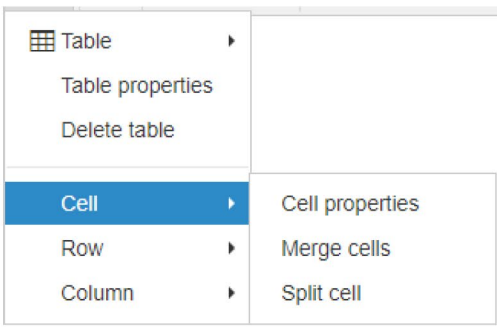 Table
Table properties
Delete table
Cell
Cell properties
Row
Merge cells
Column
Split cell